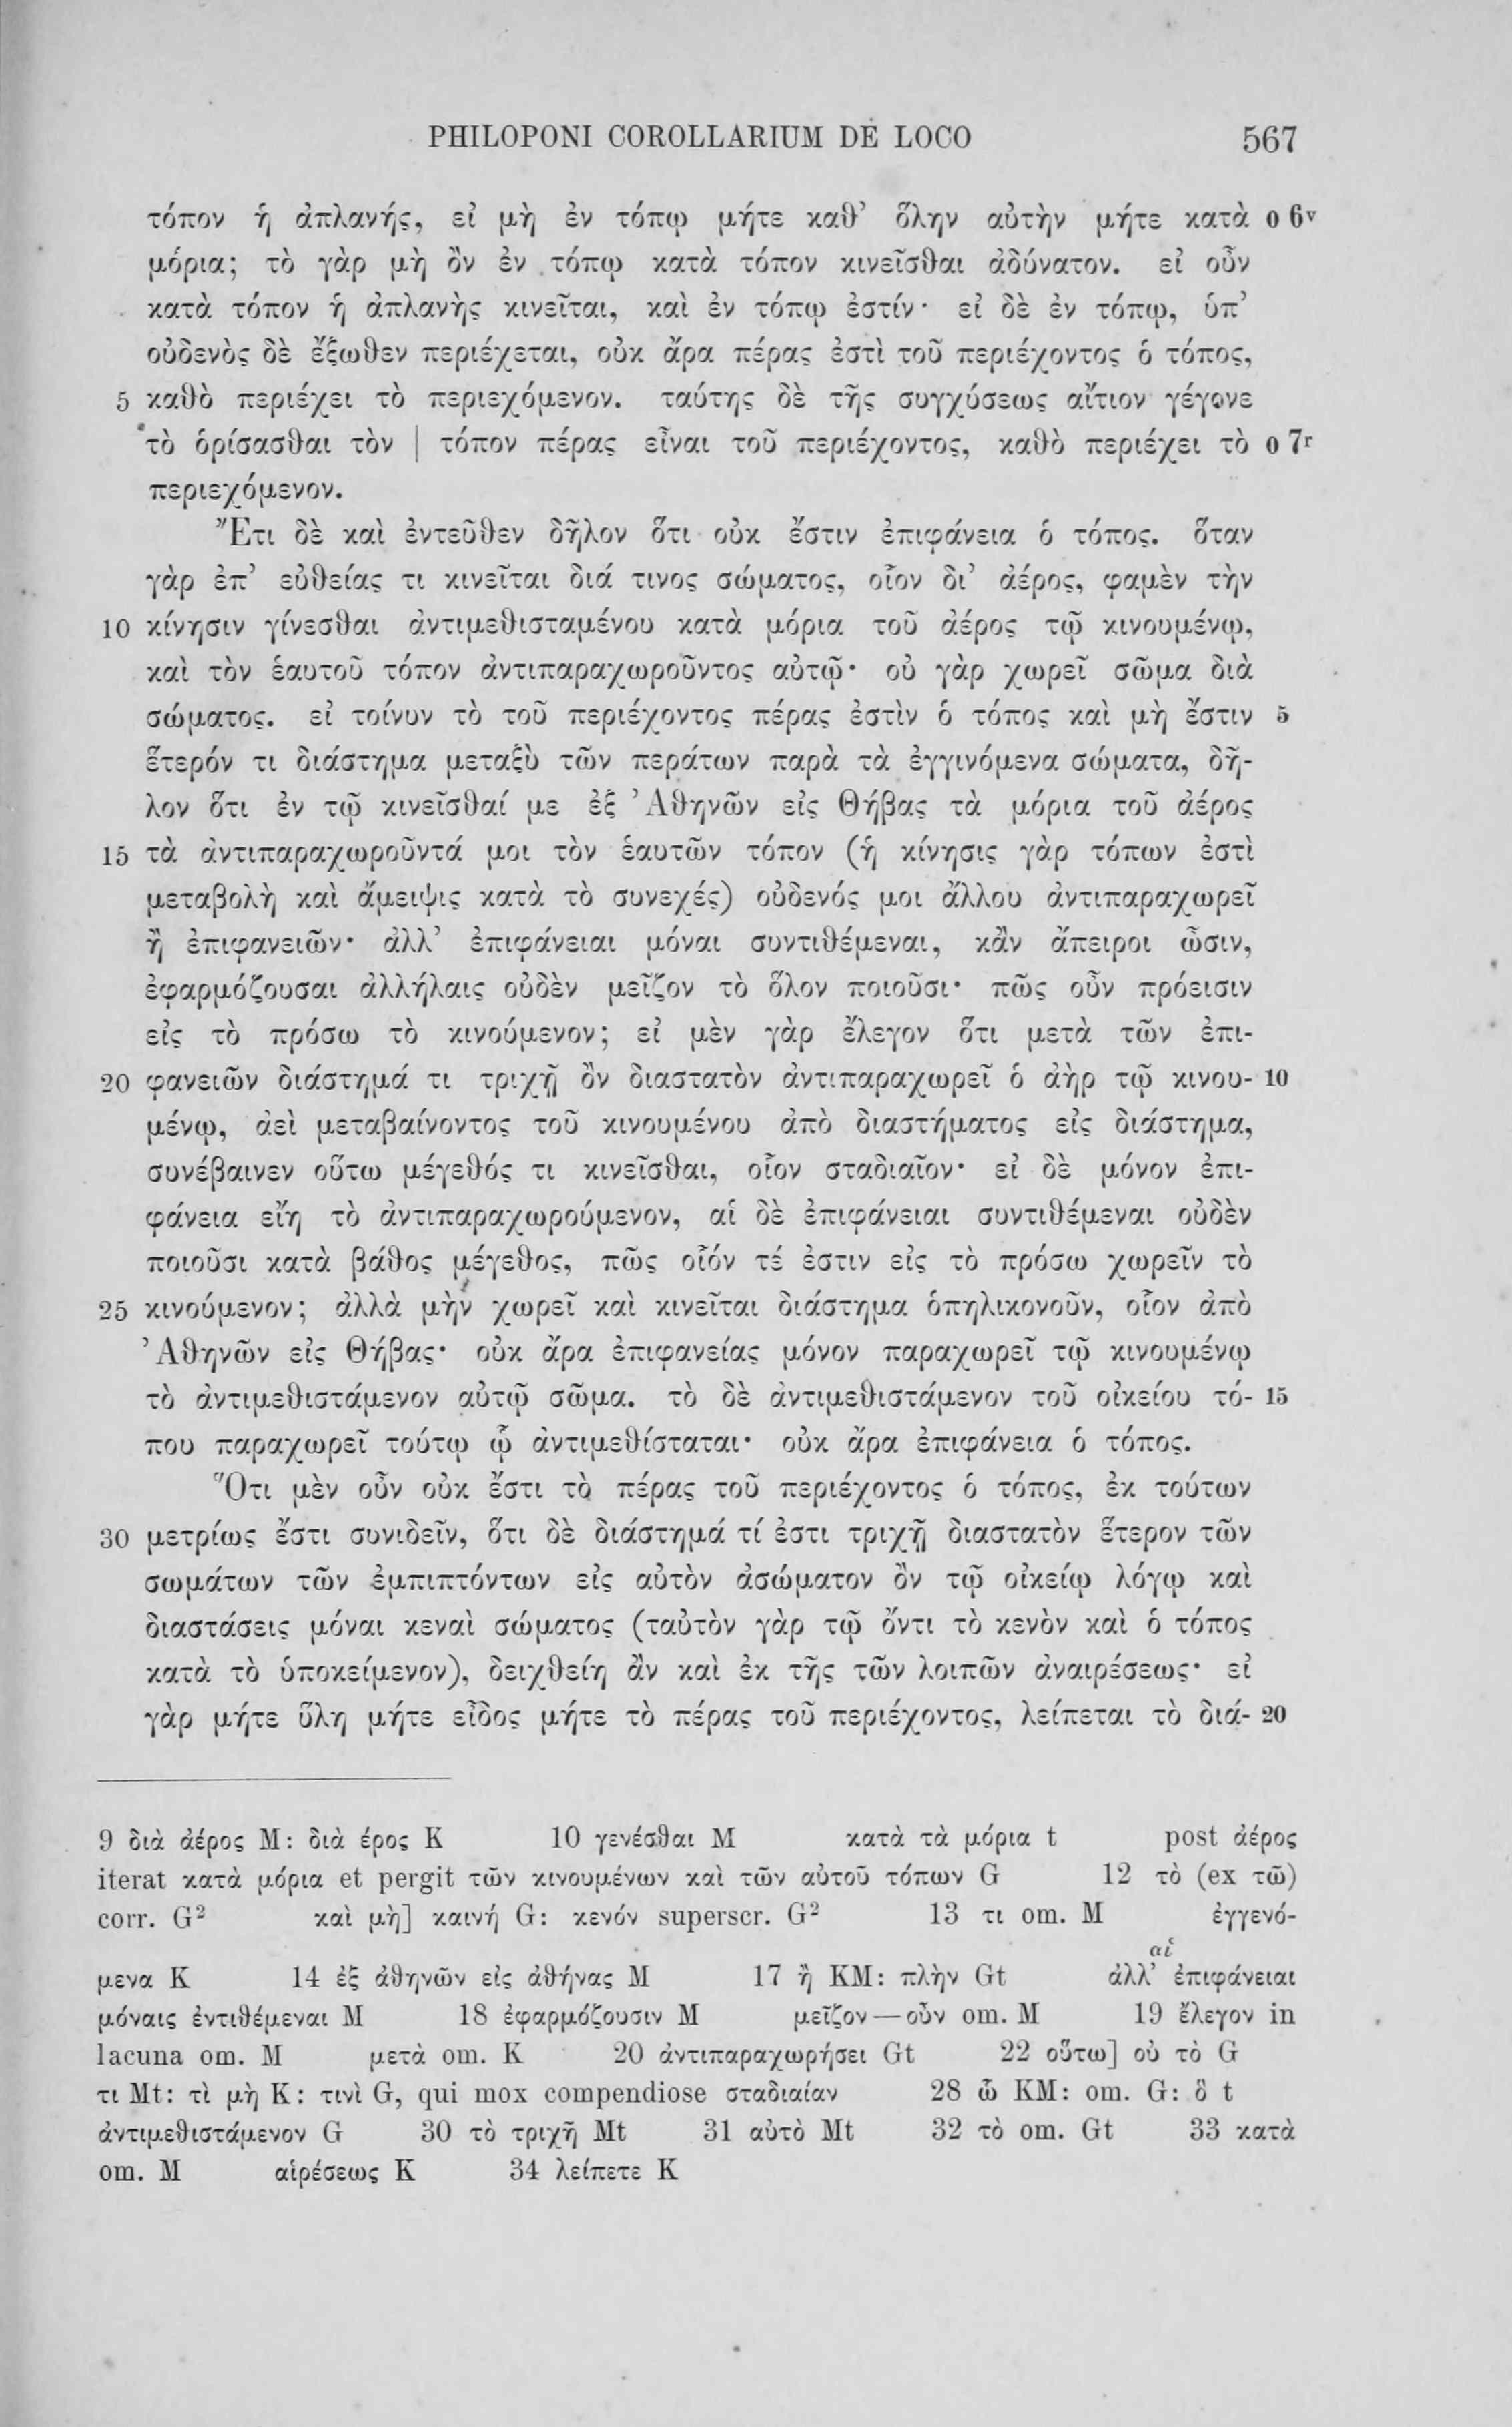 PHILOPONI COROLLARIUM DE LOCO 567
τόπον ἡ ἀπλανής, εἰ μὴ ἐν τόπῳ μήτε καθ’ ὅλην αὐτὴν μήτε κατὰ ο 6v
μόρια; τὸ γὰρ μὴ ὂν ἐν τόπῳ κατὰ τόπον κινεῖσθαι ἀδύνατον. εἰ οὖν
κατὰ τόπον ἡ ἀπλανὴς κινεῖται, καὶ ἐν τόπῳ ἐστίν· εἰ δὲ ἐν τόπῳ, ὑπ’
οὐδενὸς δὲ ἔξωθεν περιέχεται, οὐκ ἄρα πέρας ἐστὶ τοῦ περιέχοντος ὁ τόπος,
5 καθὸ περιέχει τὸ περιεχόμενον. ταύτης δὲ τῆς συγχύσεως αἴτιον γέγονε
τὸ ὁρίσασθαι τὸν | τόπον πέρας εἶναι τοῦ περιέχοντος, καθὸ περιέχει τὸ ο 7r
περιεχόμενον.
Ἔτι δὲ καὶ ἐντεῦθεν δῆλον ὅτι οὐκ ἔστιν ἐπιφάνεια ὁ τόπος. ὅταν
γὰρ ἐπ’ εὐθείας τι κινεῖται διά τινος σώματος, οἷον δι’ ἀέρος, φαμὲν τὴν
10 κίνησιν γίνεσθαι ἀντιμεθισταμένου κατὰ μόρια τοῦ ἀέρος τῷ κινουμένῳ,
καὶ τὸν ἑαυτοῦ τόπον ἀντιπαραχωροῦντος αὐτῷ· οὐ γὰρ χωρεῖ σῶμα διὰ
σώματος. εἰ τοίνυν τὸ τοῦ περιέχοντος πέρας ἐστὶν ὁ τόπος καὶ μὴ ἔστιν 5
ἕτερόν τι διάστημα μεταξὺ τῶν περάτων παρὰ τὰ ἐγγινόμενα σώματα, δῆ-
λον ὅτι ἐν τῷ κινεῖσθαί με ἐξ Ἀθηνῶν εἰς Θήβας τὰ μόρια τοῦ ἀέρος
15 τὰ ἀντιπαραχωροῦντά μοι τὸν ἑαυτῶν τόπον (ἡ κίνησις γὰρ τόπων ἐστὶ
μεταβολὴ καὶ ἄμειψις κατὰ τὸ συνεχές) οὐδενός μοι ἄλλου ἀντιπαραχωρεῖ
ἢ ἐπιφανειῶν· ἀλλ’ ἐπιφάνειαι μόναι συντιθέμεναι, κἂν ἄπειροι ὦσιν,
ἐφαρμόζουσαι ἀλλήλαις οὐδὲν μεῖζον τὸ ὅλον ποιοῦσι· πῶς οὖν πρόεισιν
εἰς τὸ πρόσω τὸ κινούμενον; εἰ μὲν γὰρ ἔλεγον ὅτι μετὰ τῶν ἐπι-
20 φανειῶν διάστημά τι τριχῇ ὂν διαστατὸν ἀντιπαραχωρεῖ ὁ ἀὴρ τῷ κινου- 10
μένῳ, ἀεὶ μεταβαίνοντος τοῦ κινουμένου ἀπὸ διαστήματος εἰς διάστημα,
συνέβαινεν οὕτω μέγεθός τι κινεῖσθαι, οἷον σταδιαῖον· εἰ δὲ μόνον ἐπι-
φάνεια εἴη τὸ ἀντιπαραχωρούμενον, αἱ δὲ ἐπιφάνειαι συντιθέμεναι οὐδὲν
ποιοῦσι κατὰ βάθος μέγεθος, πῶς οἷόν τέ ἐστιν εἰς τὸ πρόσω χωρεῖν τὸ
25 κινούμενον; ἀλλὰ μὴν χωρεῖ καὶ κινεῖται διάστημα ὁπηλικονοῦν, οἷον ἀπὸ
Ἀθηνῶν εἰς Θήβας· οὐκ ἄρα ἐπιφανείας μόνον παραχωρεῖ τῷ κινουμένῳ
τὸ ἀντιμεθιστάμενον αὐτῷ σῶμα. τὸ δὲ ἀντιμεθιστάμενον τοῦ οἰκείου τό- 15
που παραχωρεῖ τούτῳ ᾧ ἀντιμεθίσταται· οὐκ ἄρα ἐπιφάνεια ὁ τόπος.
Ὅτι μὲν οὖν οὐκ ἔστι τὸ πέρας τοῦ περιέχοντος ὁ τόπος, ἐκ τούτων
30 μετρίως ἔστι συνιδεῖν, ὅτι δὲ διάστημά τί ἐστι τριχῇ διαστατὸν ἕτερον τῶν
σωμάτων τῶν ἐμπιπτόντων εἰς αὐτὸν ἀσώματον ὂν τῷ οἰκείῳ λόγῳ καὶ
διαστάσεις μόναι κεναὶ σώματος (ταὐτὸν γὰρ τῷ ὄντι τὸ κενὸν καὶ ὁ τόπος
κατὰ τὸ ὑποκείμενον), δειχθείη ἂν καὶ ἐκ τῆς τῶν λοιπῶν ἀναιρέσεως· εἰ
γὰρ μήτε ὕλη μήτε εἶδος μήτε τὸ πέρας τοῦ περιέχοντος, λείπεται τὸ διά- 20
9 διὰ ἀέρος M: διὰ έρος K 10 γενέσθαι M κατὰ τὰ μόρια t post ἀέρος
iterat κατὰ μόρια et pergit τῶν κινουμένων καὶ τῶν αὐτοῦ τόπων G 12 τὸ (ex τῶ)
corr. G² καὶ μὴ] καινή G: κενόν superscr. G² 13 τι om. M ἐγγενό-
αἱ
μενα K 14 ἐξ ἀθηνῶν εἰς ἀθήνας M 17 ἢ KM: πλὴν Gt ἀλλ’ ἐπιφάνειαι
μόναις ἐντιθέμεναι M 18 ἐφαρμόζουσιν M μεῖζον — οὖν om. M 19 ἔλεγον in
lacuna om. M μετὰ om. K 20 ἀντιπαραχωρήσει Gt 22 οὕτω] οὐ τὸ G
τι Mt: τὶ μὴ K: τινὶ G, qui mox compendiose σταδιαίαν 28 ὧ KM: om. G: ὃ t
ἀντιμεθιστάμενον G 30 τὸ τριχῆ Mt 31 αὐτὸ Mt 32 τὸ om. Gt 33 κατὰ
om. M αἱρέσεως K 34 λείπετε K